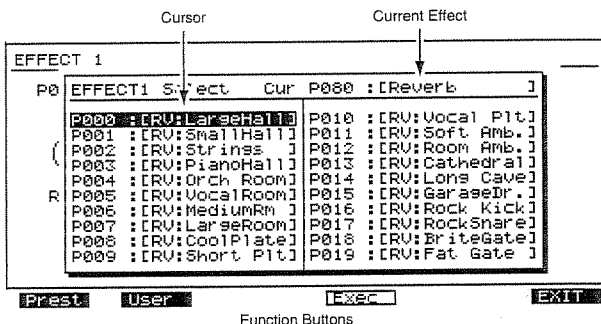 Cursor Current Effect
EFFECT 1
P0 EFFECT1 Select Cur P080 :[Reverb ]
P000 :[RV:LargeHall] P010 :[RV:Vocal Plt]
P001 :[RV:SmallHall] P011 :[RV:Soft Amb.]
( P002 :[RV:Strings ] P012 :[RV:Room Amb.]
P003 :[RV:PianoHall] P013 :[RV:Cathedral]
P004 :[RV:Orch Room] P014 :[RV:Long Cave]
R P005 :[RV:VocalRoom] P015 :[RV:GarageDr.]
P006 :[RV:MediumRm ] P016 :[RV:Rock Kick]
P007 :[RV:LargeRoom] P017 :[RV:RockSnare]
P008 :[RV:CoolPlate] P018 :[RV:BriteGate]
P009 :[RV:Short Plt] P019 :[RV:Fat Gate ]
Prest User Exec EXIT
Function Buttons